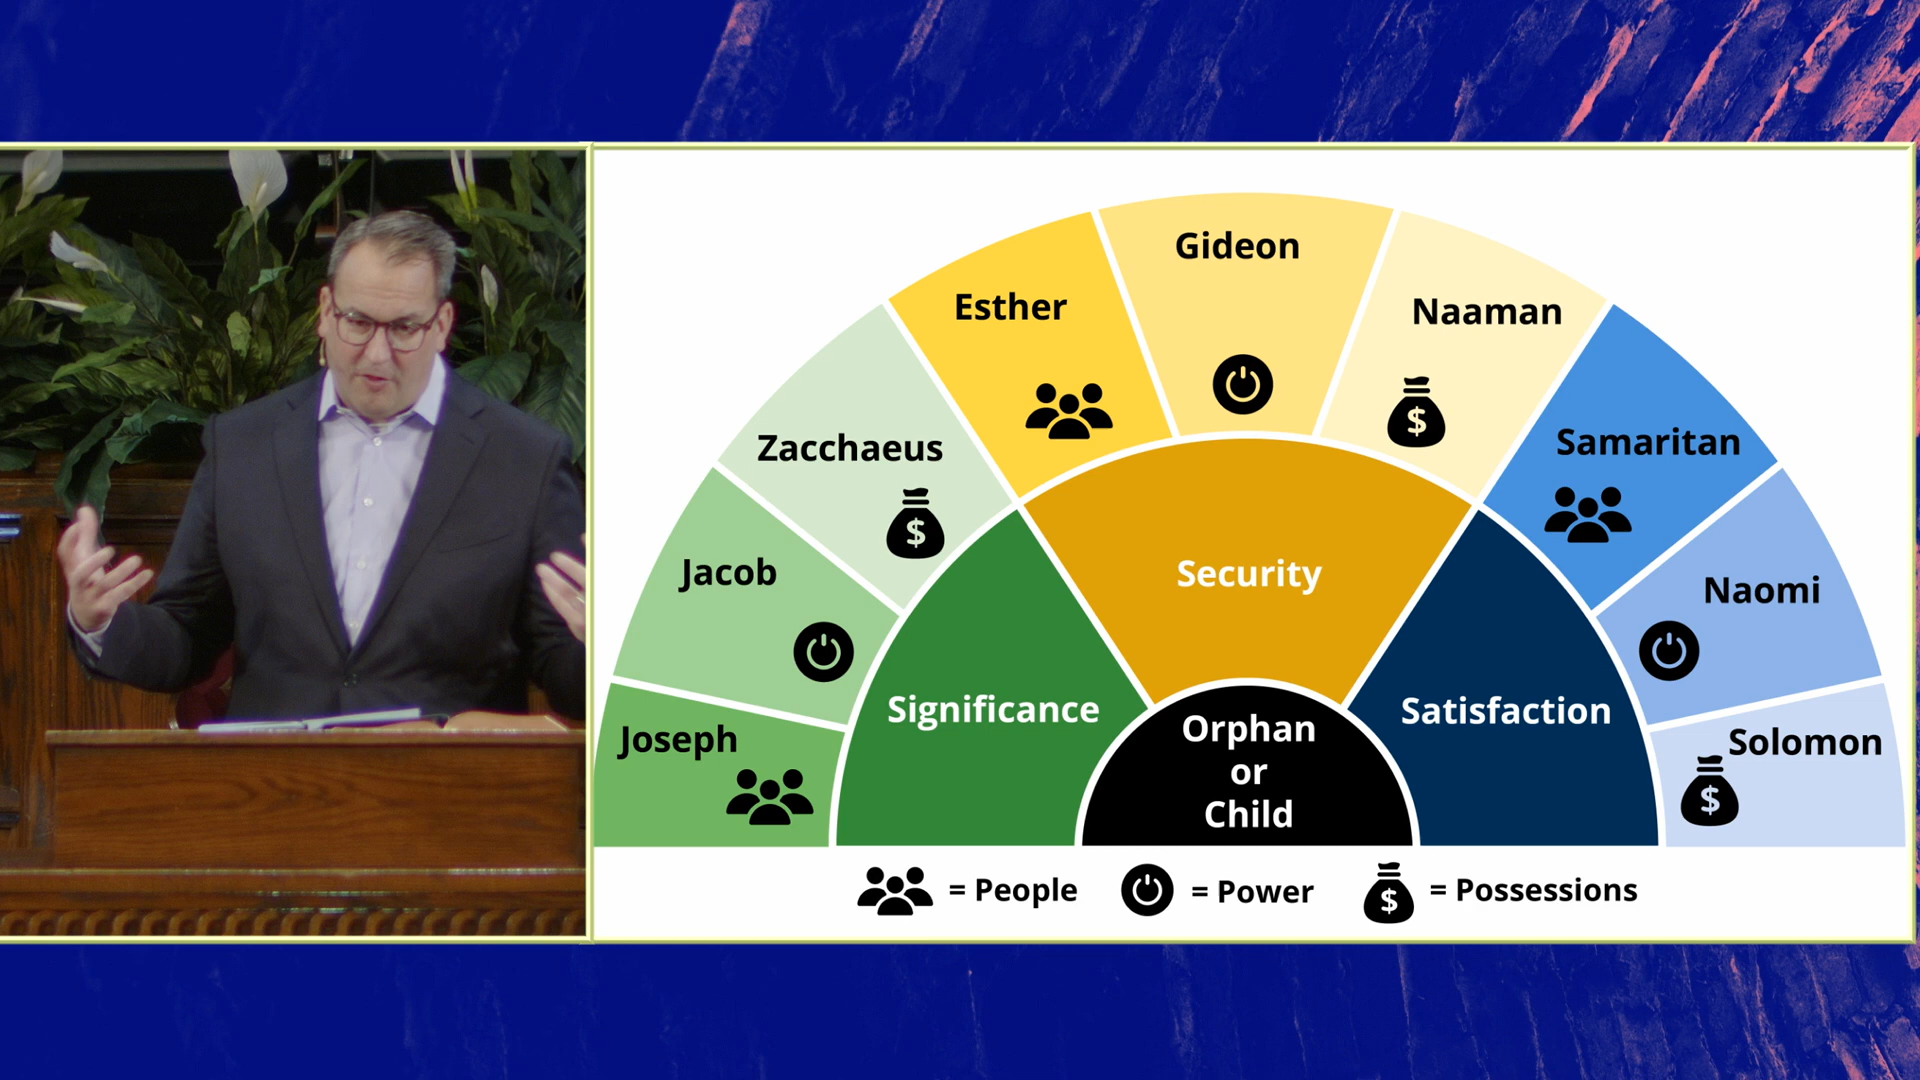 Gideon
Esther
Naaman
Zacchaeus
$
$
Samaritan
Jacob
Security
$
Naomi
Significance
Satisfaction
Joseph
Orphan
or
Child
Solomon
$
= People
= Power
$
= Possessions